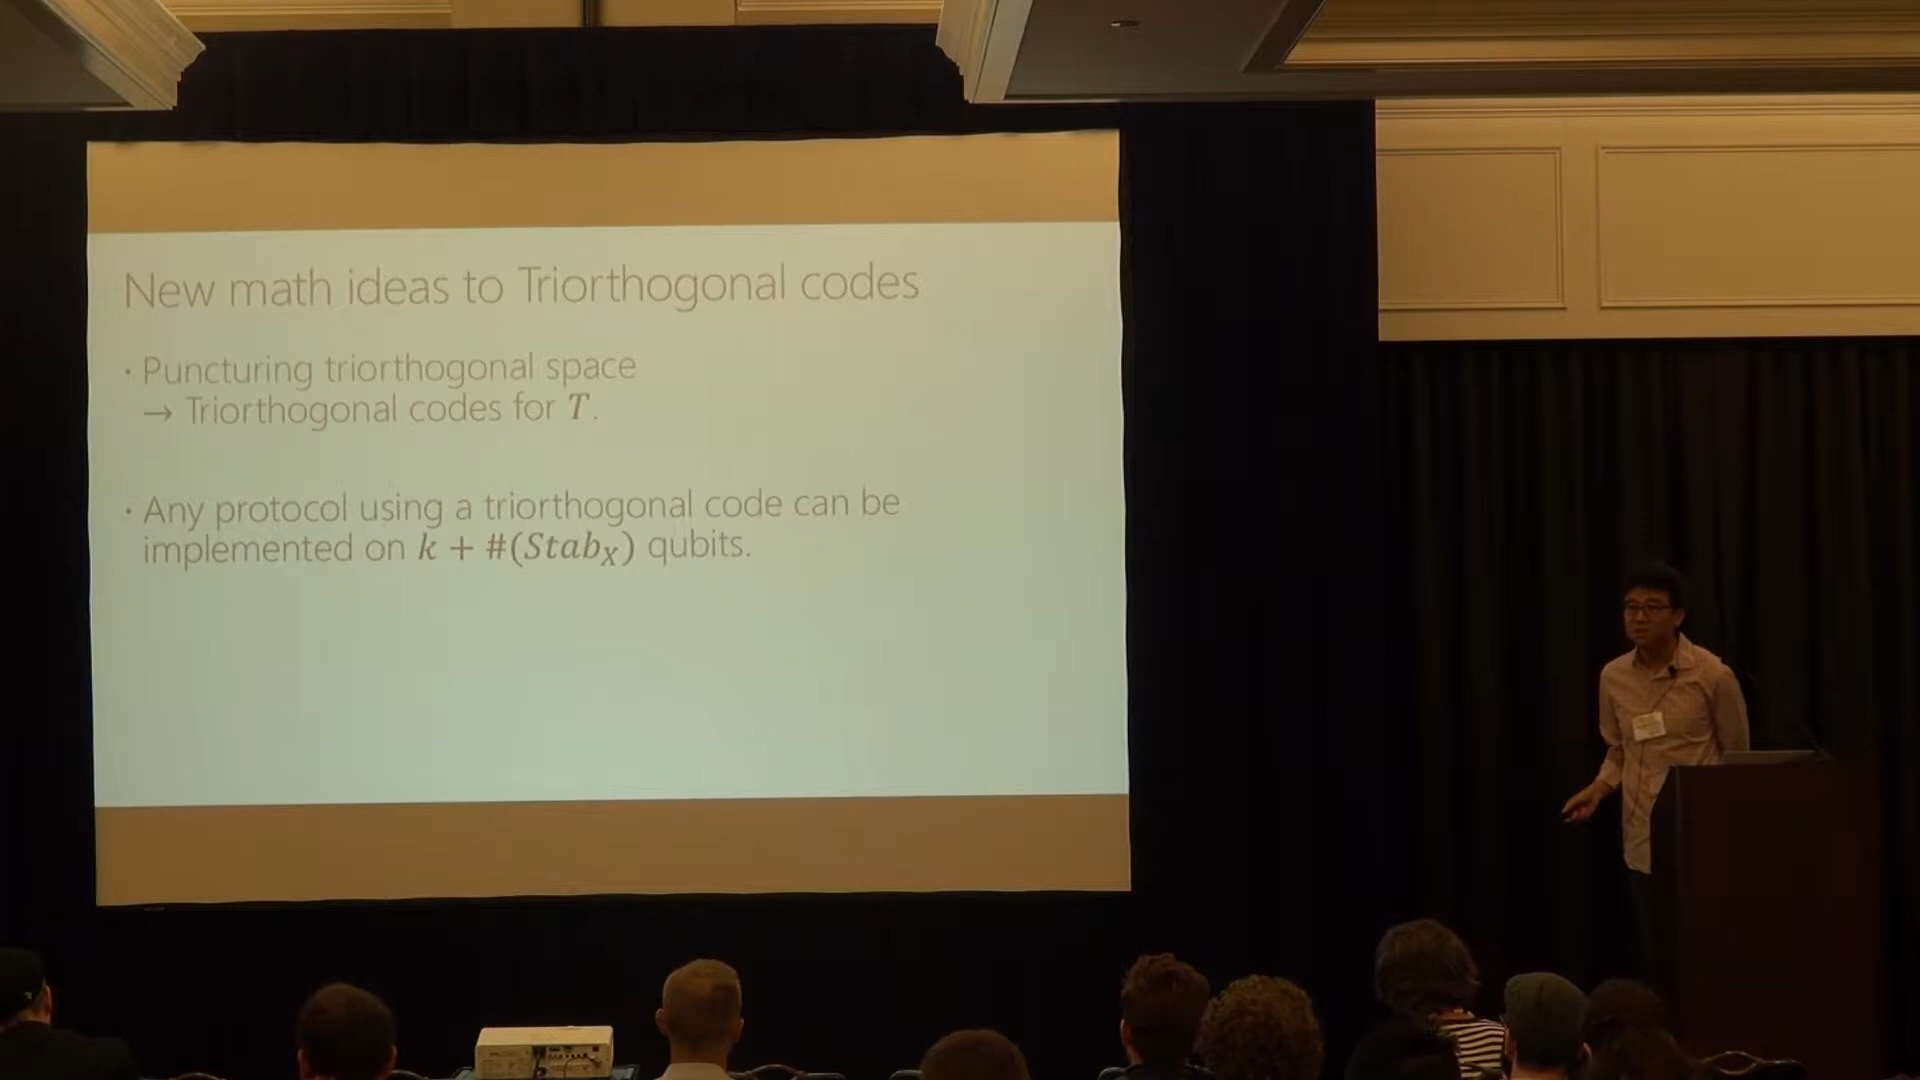 New math ideas to Triorthogonal codes
· Puncturing triorthogonal space
→ Triorthogonal codes for T.
· Any protocol using a triorthogonal code can be
implemented on k + #(Stab_X) qubits.